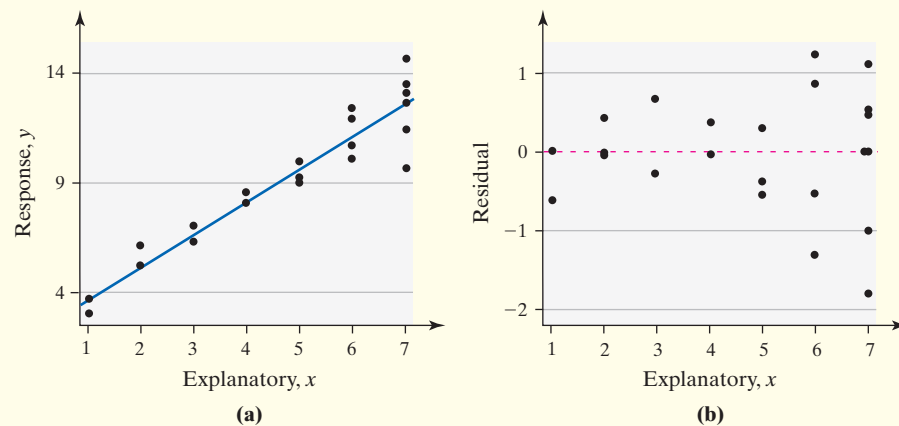 14
9
4
Response, y
1 2 3 4 5 6 7
Explanatory, x
(a)
1
0
−1
−2
Residual
1 2 3 4 5 6 7
Explanatory, x
(b)